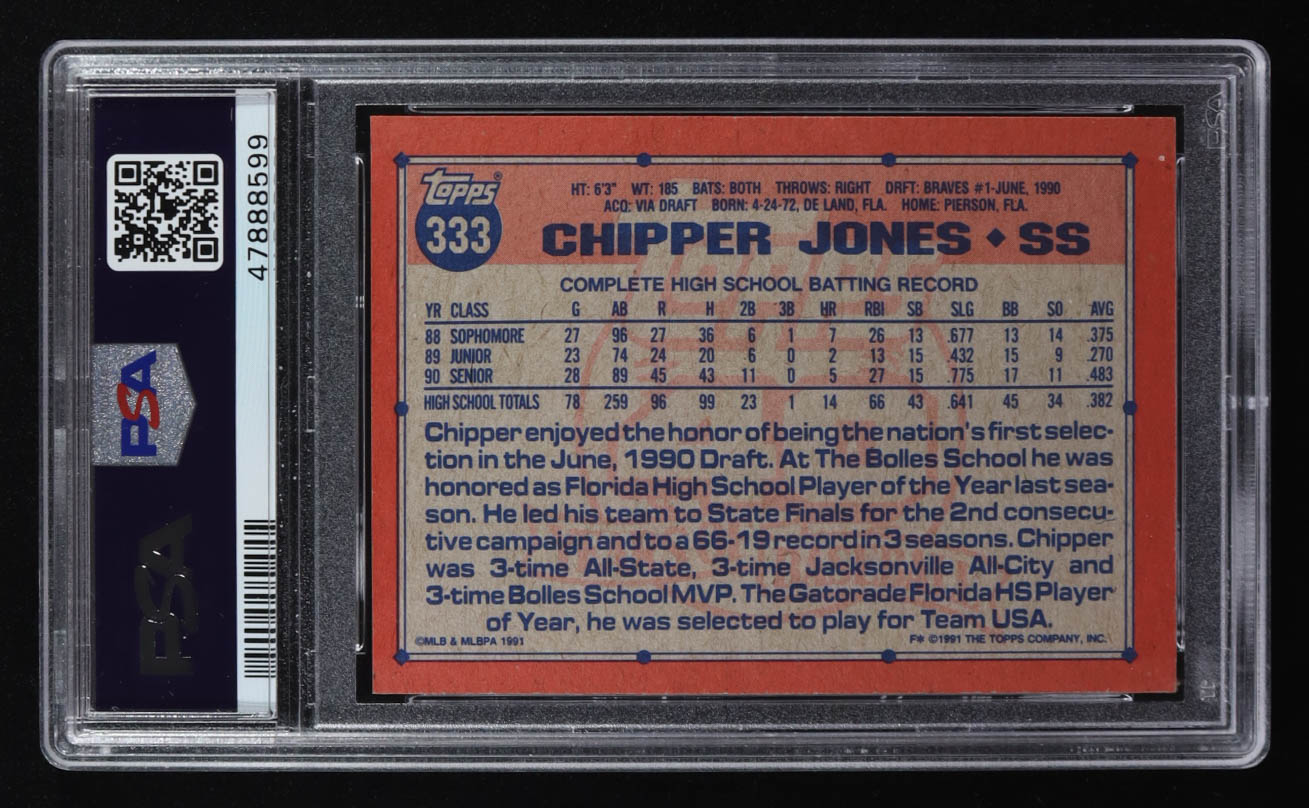 47888599
PSA
PSA
TOPPS®
333
HT: 6'3" WT: 185 BATS: BOTH THROWS: RIGHT DRFT: BRAVES #1-JUNE, 1990
ACQ: VIA DRAFT BORN: 4-24-72, DE LAND, FLA. HOME: PIERSON, FLA.
CHIPPER JONES ◆ SS
COMPLETE HIGH SCHOOL BATTING RECORD
YR CLASS G AB R H 2B 3B HR RBI SB SLG BB SO AVG
88 SOPHOMORE 27 96 27 36 6 1 7 26 13 .677 13 14 .375
89 JUNIOR 23 74 24 20 6 0 2 13 15 .432 15 9 .270
90 SENIOR 28 89 45 43 11 0 5 27 15 .775 17 11 .483
HIGH SCHOOL TOTALS 78 259 96 99 23 1 14 66 43 .641 45 34 .382
Chipper enjoyed the honor of being the nation's first selec-
tion in the June, 1990 Draft. At The Bolles School he was
honored as Florida High School Player of the Year last sea-
son. He led his team to State Finals for the 2nd consecu-
tive campaign and to a 66-19 record in 3 seasons. Chipper
was 3-time All-State, 3-time Jacksonville All-City and
3-time Bolles School MVP. The Gatorade Florida HS Player
of Year, he was selected to play for Team USA.
©MLB & MLBPA 1991
F* ©1991 THE TOPPS COMPANY, INC.